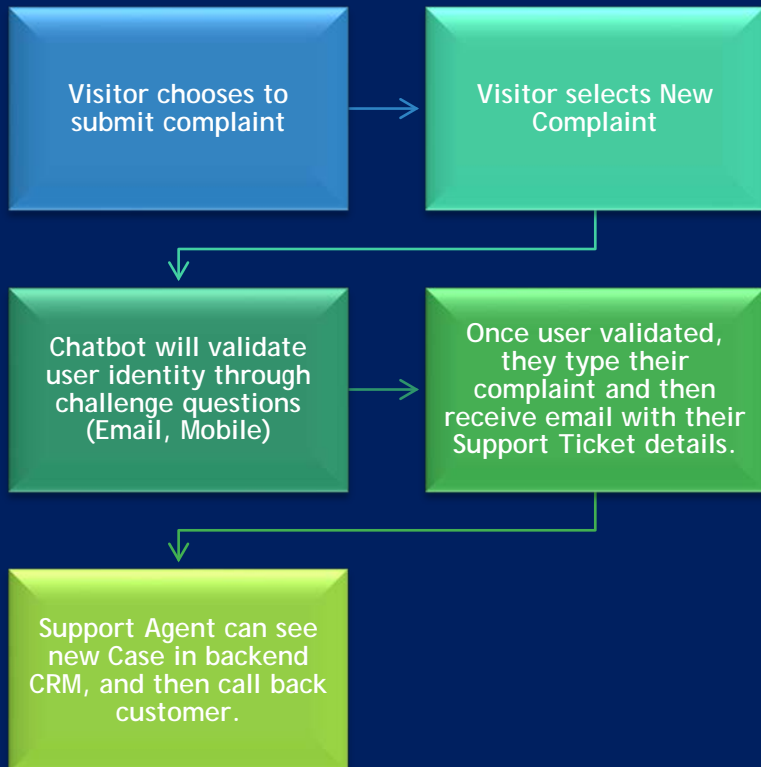 Visitor chooses to
submit complaint
Visitor selects New
Complaint
Chatbot will validate
user identity through
challenge questions
(Email, Mobile)
Once user validated,
they type their
complaint and then
receive email with their
Support Ticket details.
Support Agent can see
new Case in backend
CRM, and then call back
customer.